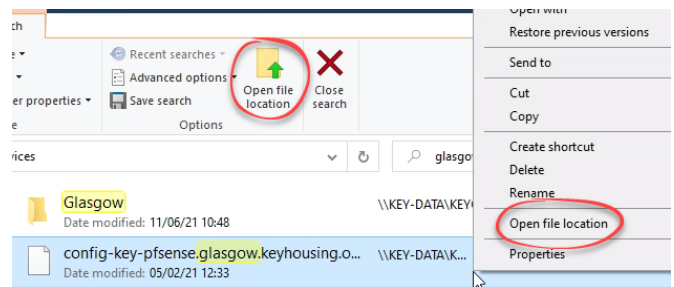 ch
Recent searches
Advanced options
er properties
Save search
Open file
location
Close
search
e
Options
vices
glasgo
Glasgow
Date modified: 11/06/21 10:48
\\KEY-DATA\KEY
config-key-pfsense.glasgow.keyhousing.o...
\\KEY-DATA\K...
Date modified: 05/02/21 12:33
Open with
Restore previous versions
Send to
Cut
Copy
Create shortcut
Delete
Rename
Open file location
Properties